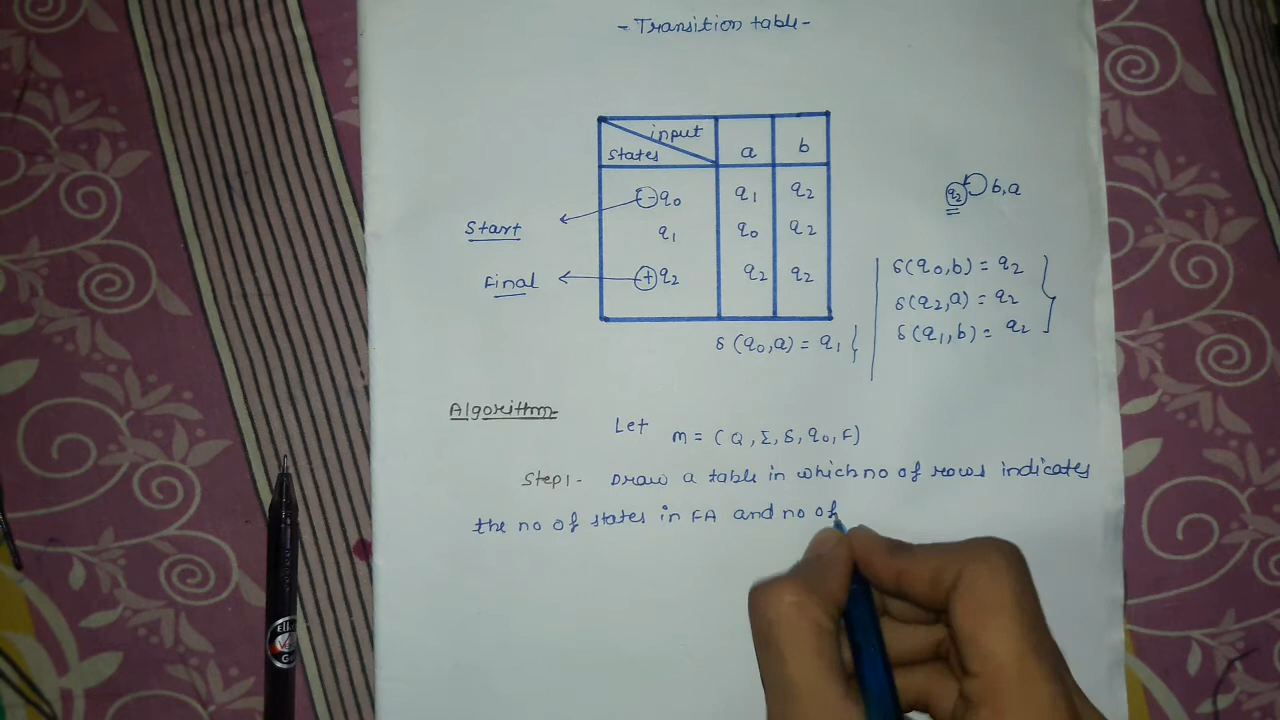 - Transition table -
input
states
a
b
- q0
q1
q2
Start
q1
q0
q2
Final
+ q2
q2
q2
q2 b,a
δ(q0,b) = q2
δ(q2,a) = q2
δ(q1,b) = q2
δ(q0,a) = q1
Algorithm
Let m = (Q, Σ, δ, q0, F)
Step1 - Draw a table in which no of rows indicates
the no of states in FA and no of